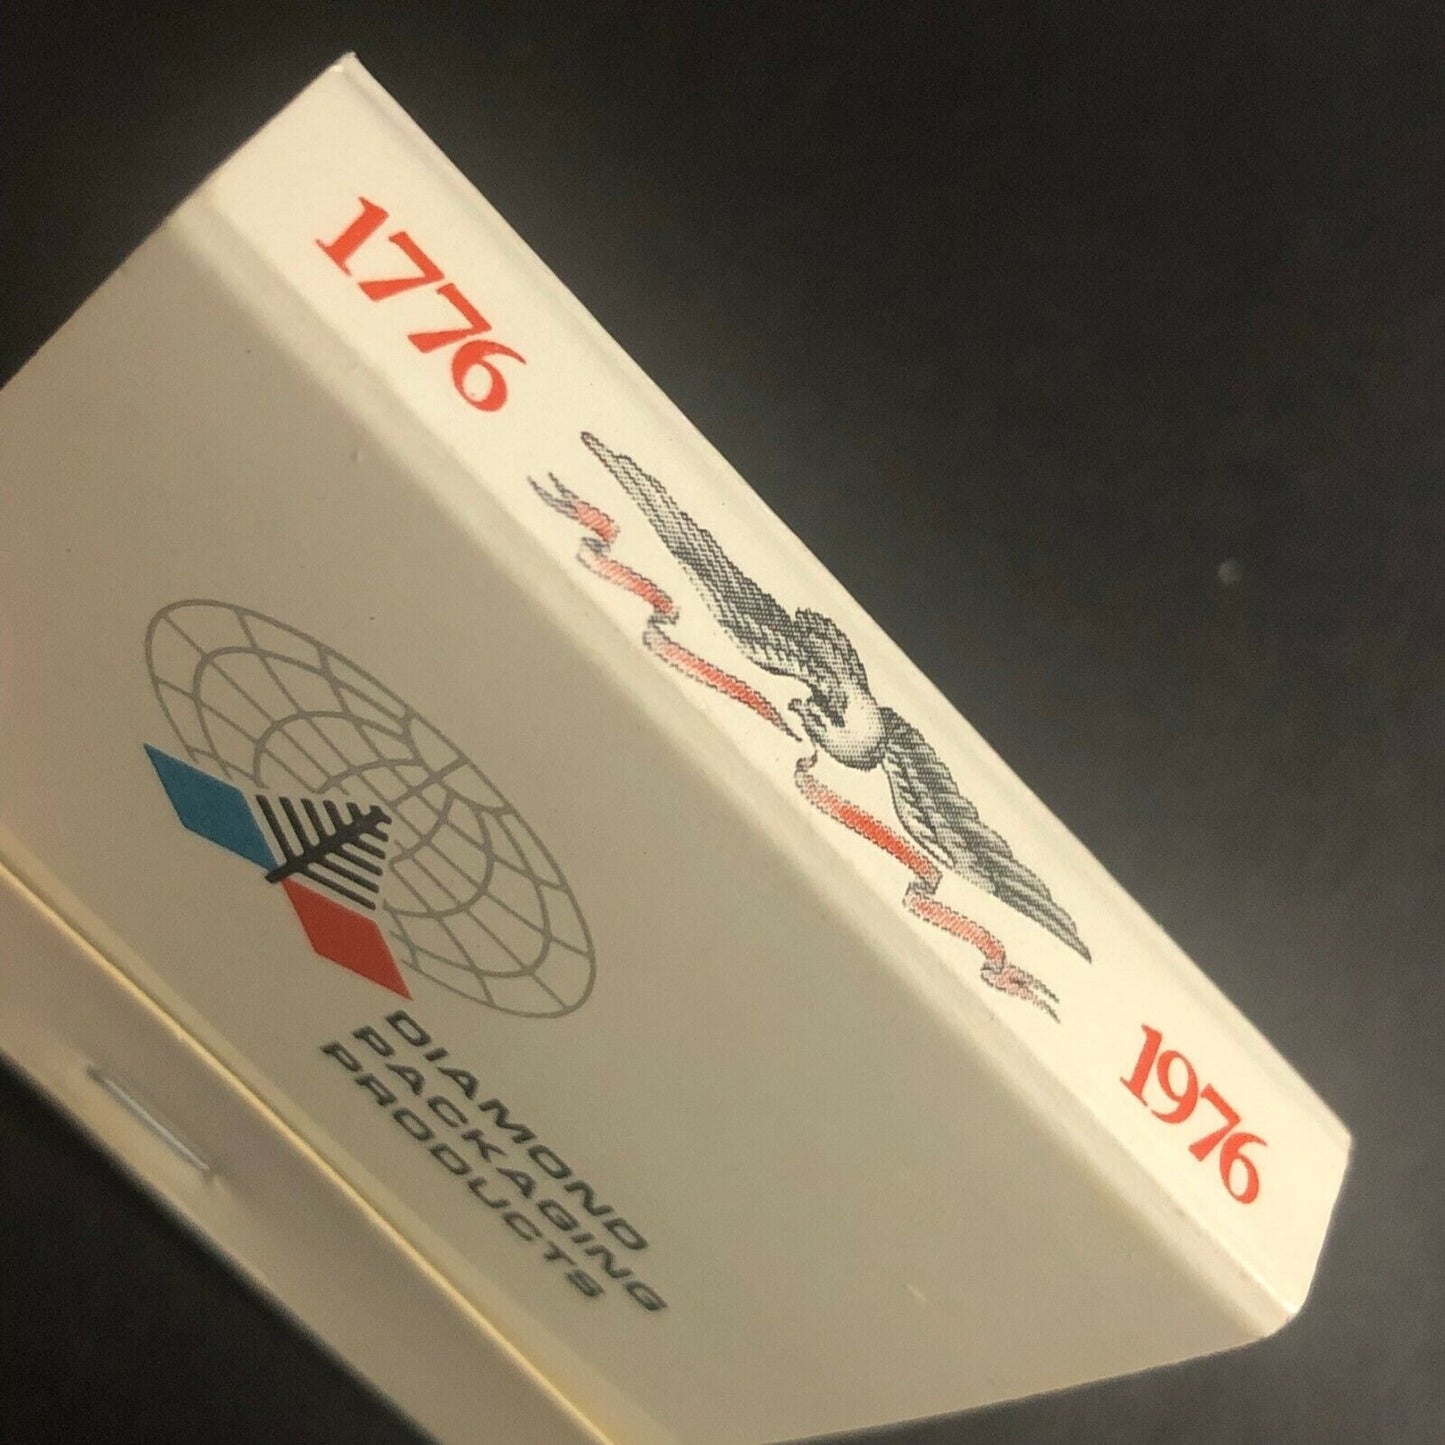 1776
1976
DIAMOND
PACKAGING
PRODUCTS